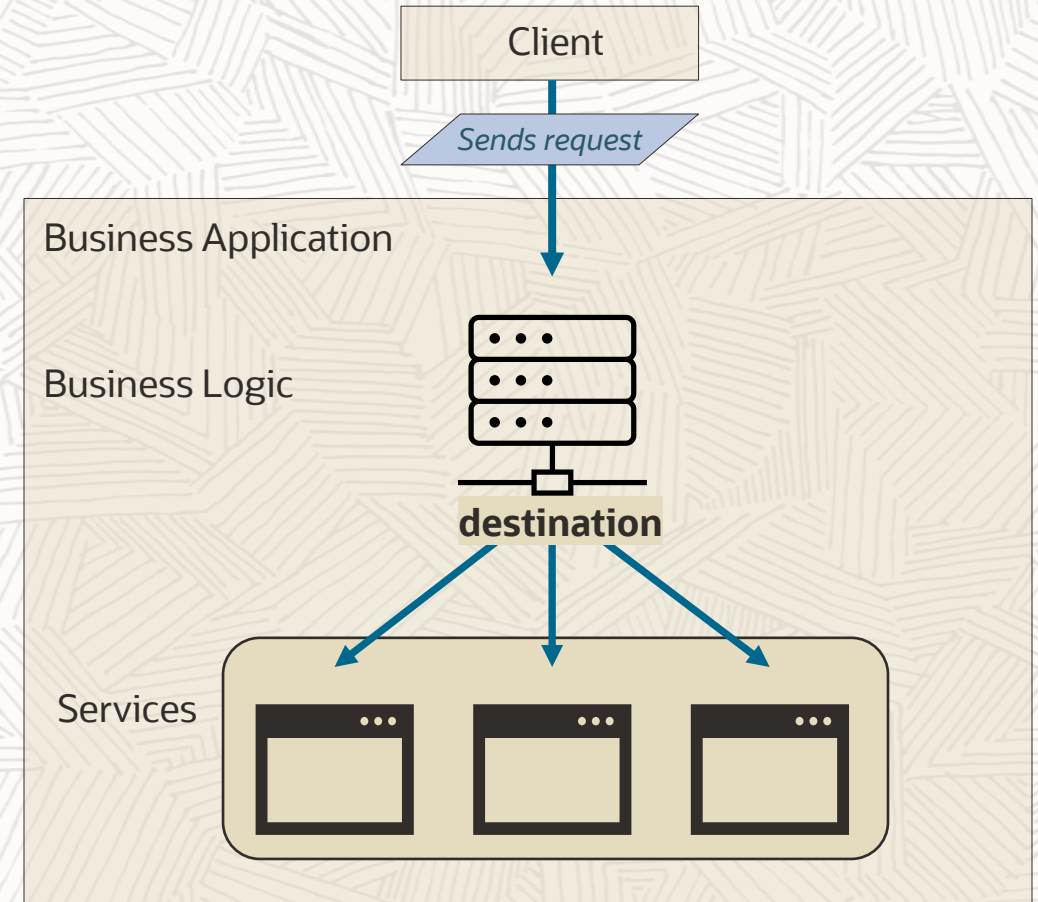 Client
Sends request
Business Application
Business Logic
destination
Services